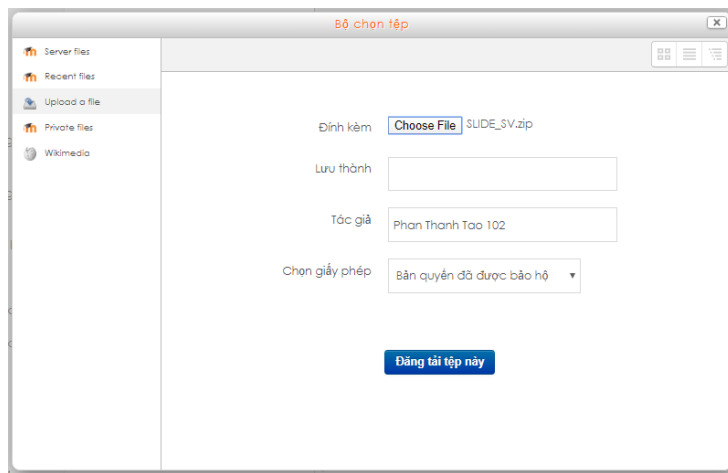 Bộ chọn tệp
Server files
Recent files
Upload a file
Private files
Wikimedia
Đính kèm Choose File SLIDE_SV.zip
Lưu thành
Tác giả Phan Thanh Tao 102
Chọn giấy phép Bản quyền đã được bảo hộ
Đăng tải tệp này